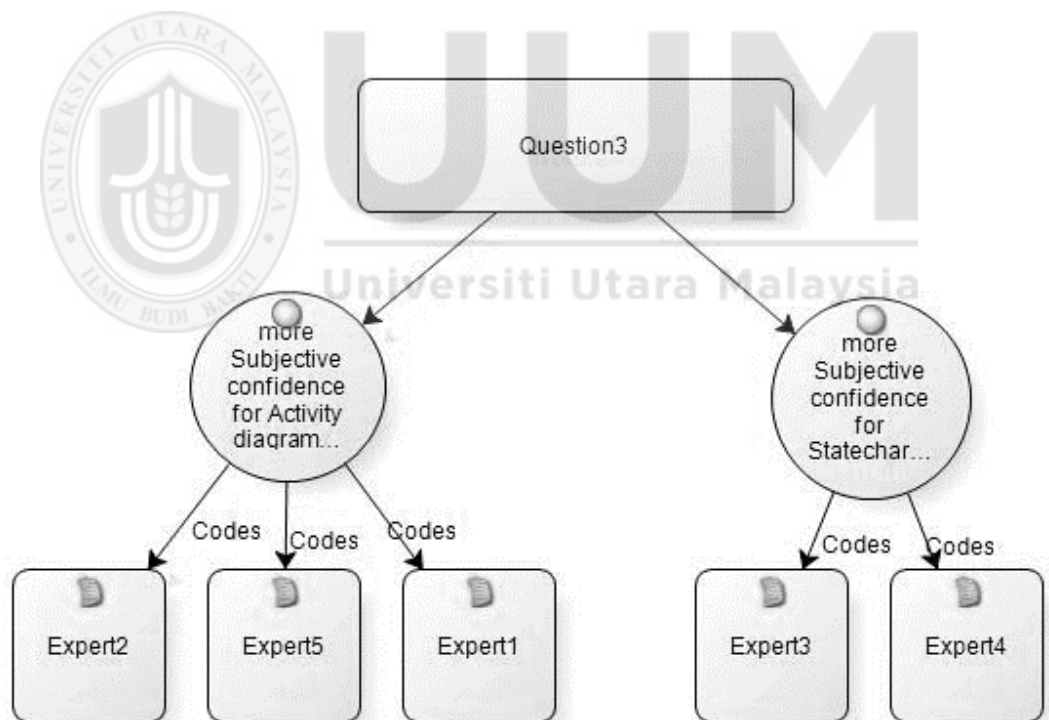 UNIVERSITI UTARA MALAYSIA
ILMU BUDI BAKTI
UUM
Universiti Utara Malaysia
Question3
more
Subjective
confidence
for Activity
diagram...
more
Subjective
confidence
for
Statechar...
Codes
Codes
Codes
Codes
Codes
Expert2
Expert5
Expert1
Expert3
Expert4